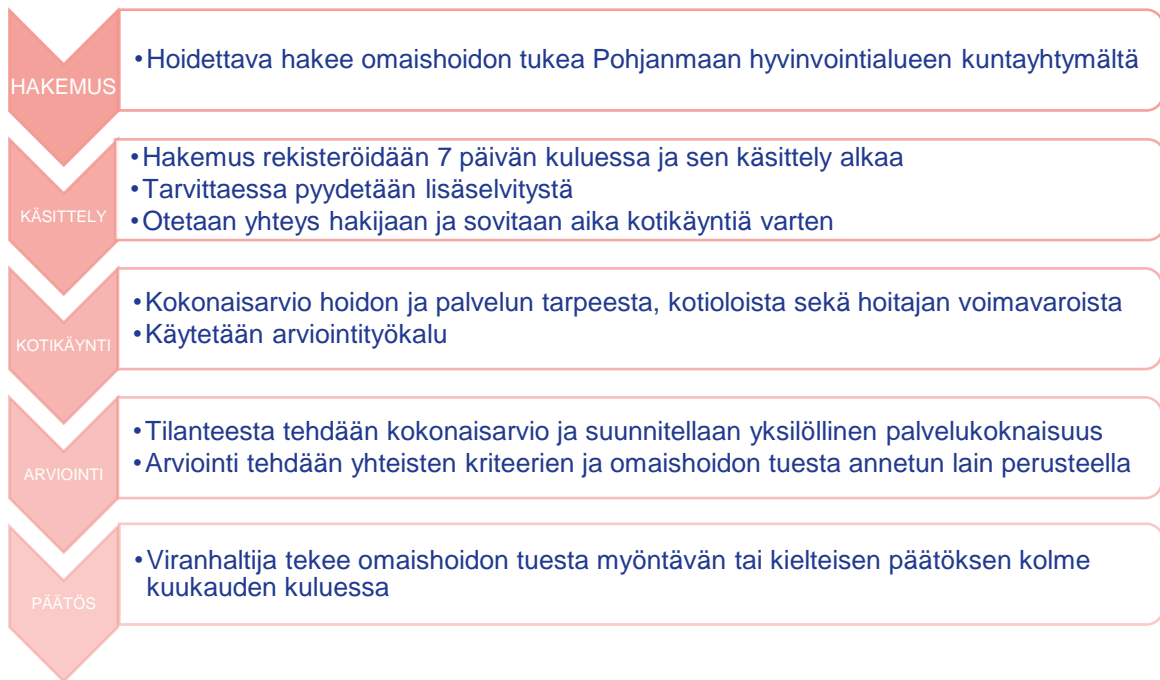 HAKEMUS
•Hoidettava hakee omaishoidon tukea Pohjanmaan hyvinvointialueen kuntayhtymältä
KÄSITTELY
•Hakemus rekisteröidään 7 päivän kuluessa ja sen käsittely alkaa
•Tarvittaessa pyydetään lisäselvitystä
•Otetaan yhteys hakijaan ja sovitaan aika kotikäyntiä varten
KOTIKÄYNTI
•Kokonaisarvio hoidon ja palvelun tarpeesta, kotioloista sekä hoitajan voimavaroista
•Käytetään arviointityökalu
ARVIOINTI
•Tilanteesta tehdään kokonaisarvio ja suunnitellaan yksilöllinen palvelukoknaisuus
•Arviointi tehdään yhteisten kriteerien ja omaishoidon tuesta annetun lain perusteella
PÄÄTÖS
•Viranhaltija tekee omaishoidon tuesta myöntävän tai kielteisen päätöksen kolme
kuukauden kuluessa